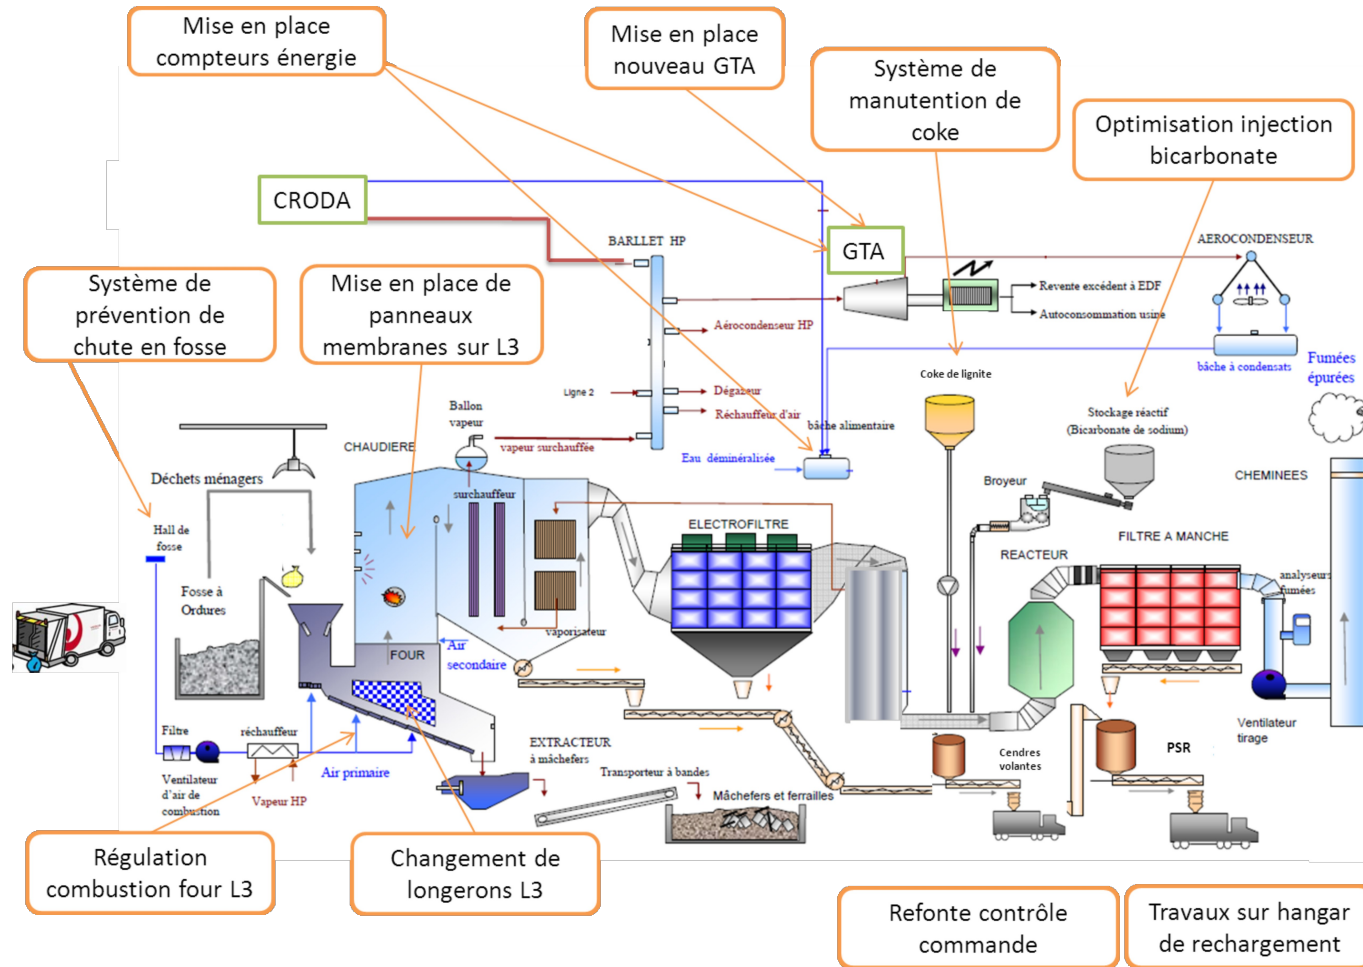 Mise en place
compteurs énergie
Mise en place
nouveau GTA
Système de
manutention de
coke
Optimisation injection
bicarbonate
CRODA
BARLLET HP
GTA
AEROCONDENSEUR
Système de
prévention de
chute en fosse
Mise en place de
panneaux
membranes sur L3
Revente excédent à EDF
Autoconsommation usine
Aérocondenseur HP
bâche à condensats
Fumées
épurées
Coke de lignite
Ligne 2
Dégazeur
Réchauffeur d'air
Ballon
vapeur
Stockage réactif
(Bicarbonate de sodium)
bâche alimentaire
CHAUDIERE
vapeur surchauffée
Eau déminéralisée
Déchets ménagers
surchauffeur
Broyeur
CHEMINEES
Hall de
fosse
ELECTROFILTRE
FILTRE A MANCHE
REACTEUR
analyseurs
fumées
Fosse à
Ordures
vaporisateur
Air
secondaire
FOUR
Filtre
réchauffeur
Ventilateur
tirage
EXTRACTEUR
à mâchefers
Cendres
volantes
PSR
Air primaire
Transporteur à bandes
Ventilateur
d'air de
combustion
Vapeur HP
Mâchefers et ferrailles
Régulation
combustion four L3
Changement de
longerons L3
Refonte contrôle
commande
Travaux sur hangar
de rechargement